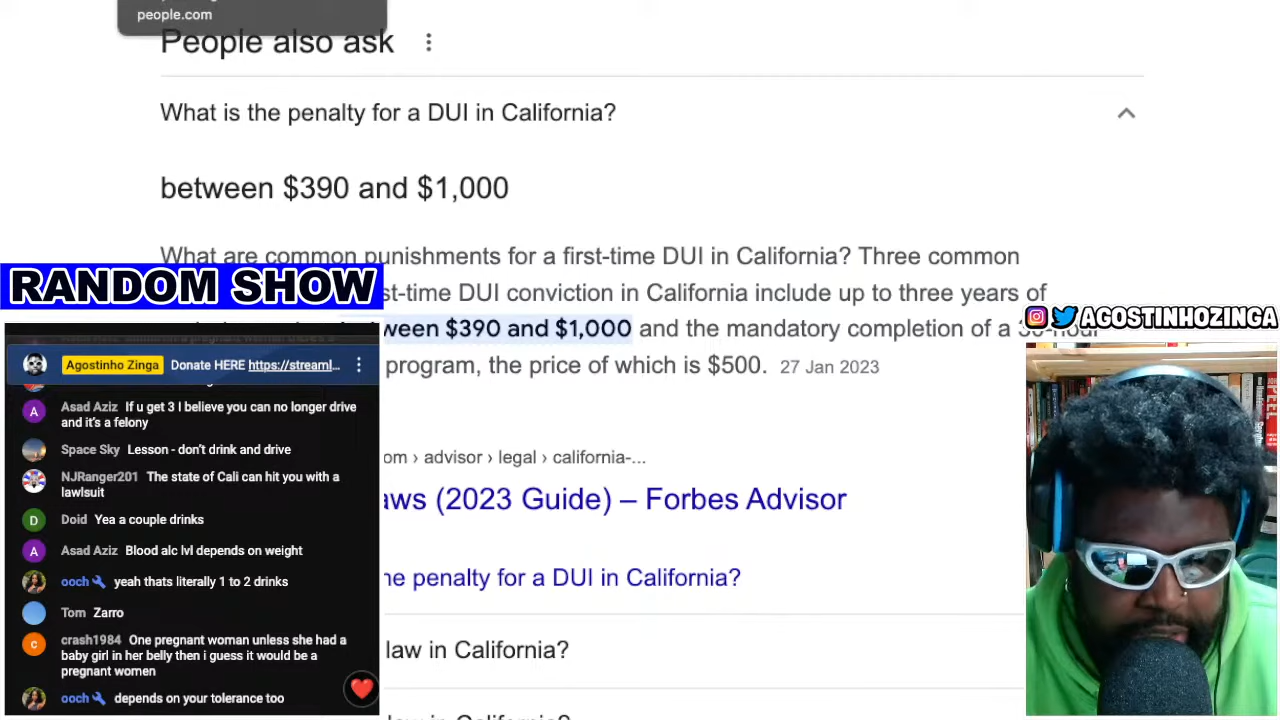 people.com
People also ask
What is the penalty for a DUI in California?
between $390 and $1,000
What are common punishments for a first-time DUI in California? Three common
st-time DUI conviction in California include up to three years of
ween $390 and $1,000 and the mandatory completion of a 30-hour
program, the price of which is $500. 27 Jan 2023
om › advisor › legal › california-...
aws (2023 Guide) – Forbes Advisor
he penalty for a DUI in California?
law in California?
RANDOM SHOW
Agostinho Zinga Donate HERE https://streaml...
A Asad Aziz If u get 3 I believe you can no longer drive
and it's a felony
Space Sky Lesson - don't drink and drive
NJRanger201 The state of Cali can hit you with a
lawlsuit
D Doid Yea a couple drinks
A Asad Aziz Blood alc lvl depends on weight
ooch yeah thats literally 1 to 2 drinks
Tom Zarro
c crash1984 One pregnant woman unless she had a
baby girl in her belly then i guess it would be a
pregnant women
ooch depends on your tolerance too
AGOSTINHOZINGA